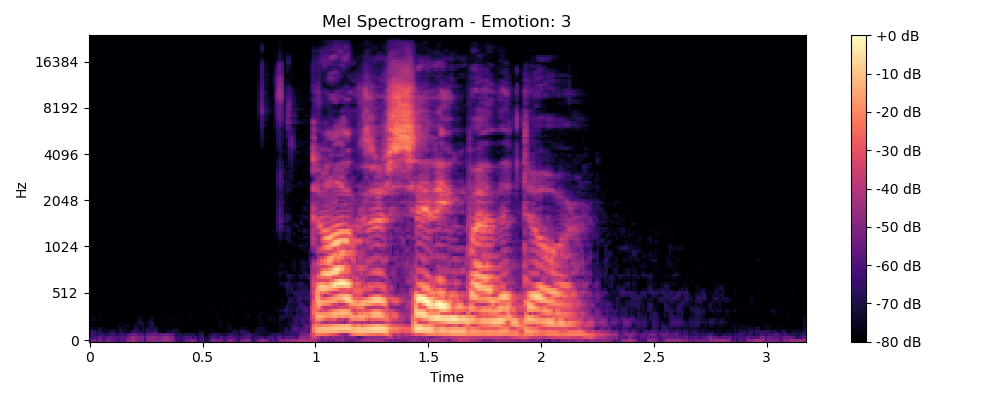 Mel Spectrogram - Emotion: 3
Hz
16384
8192
4096
2048
1024
512
0
0 0.5 1 1.5 2 2.5 3
Time
+0 dB
-10 dB
-20 dB
-30 dB
-40 dB
-50 dB
-60 dB
-70 dB
-80 dB